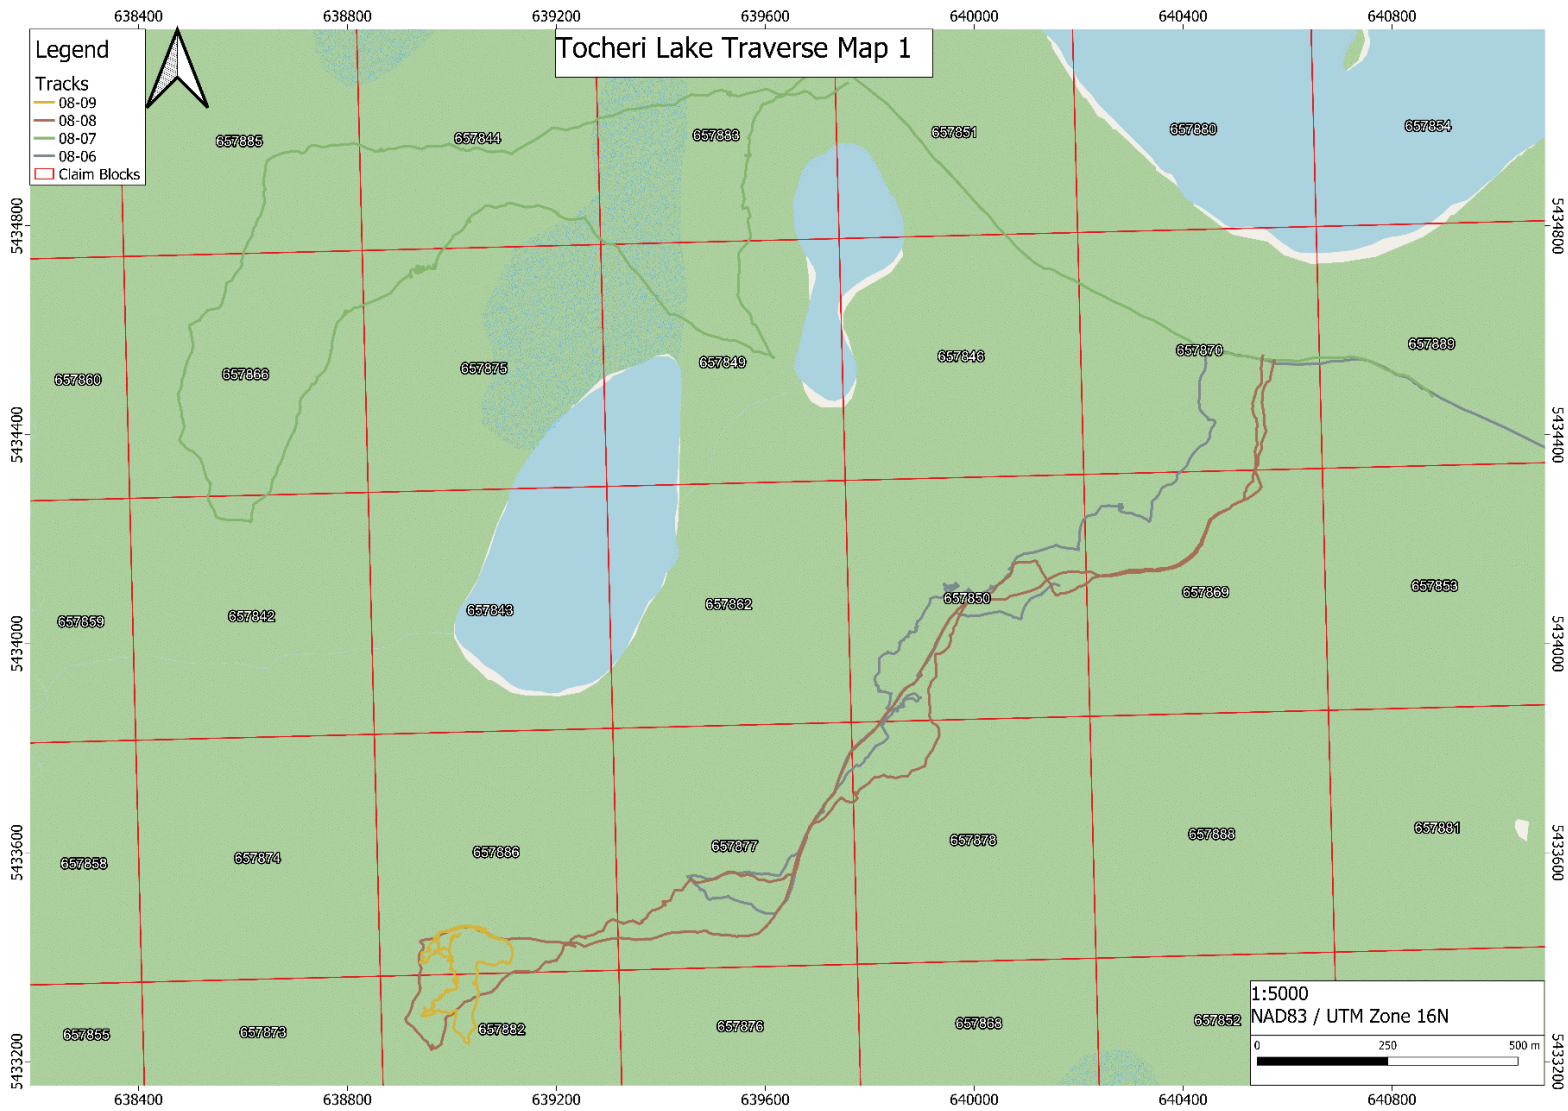 638400 638800 639200 639600 640000 640400 640800
Tocheri Lake Traverse Map 1
Legend
Tracks
08-09
08-08
08-07
08-06
Claim Blocks
657885 657844 657883 657851 657880 657854
5434800 5434800
657860 657866 657875 657849 657846 657870 657889
5434400 5434400
657859 657842 657843 657862 657850 657869 657853
5434000 5434000
657858 657874 657886 657877 657878 657888 657881
5433600 5433600
657855 657873 657882 657876 657868 657852
5433200 5433200
1:5000
NAD83 / UTM Zone 16N
0 250 500 m
638400 638800 639200 639600 640000 640400 640800